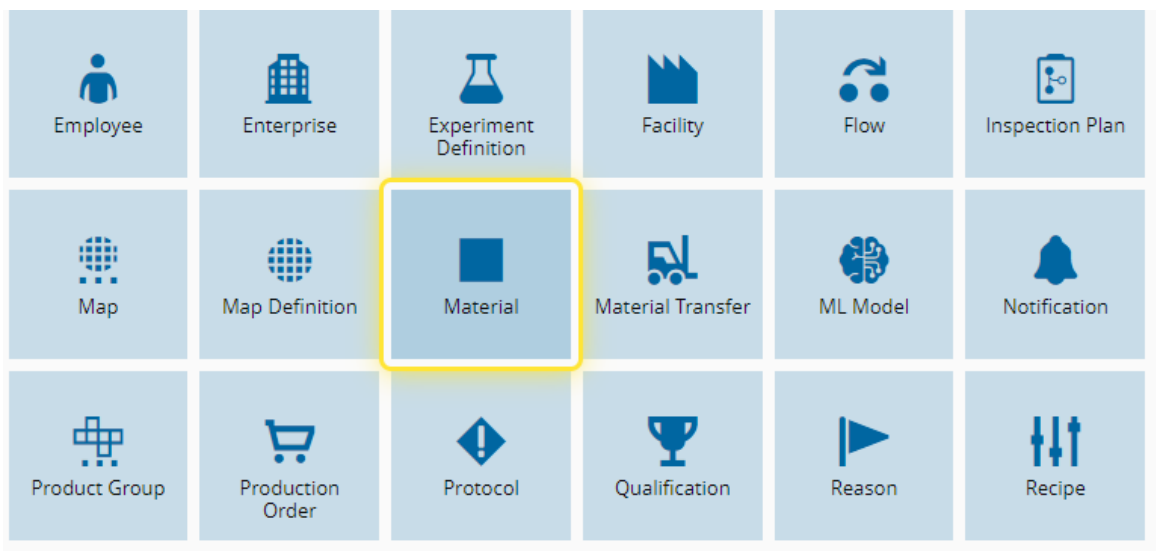 Employee
Enterprise
Experiment
Definition
Facility
Flow
Inspection Plan
Map
Map Definition
Material
Material Transfer
ML Model
Notification
Product Group
Production
Order
Protocol
Qualification
Reason
Recipe